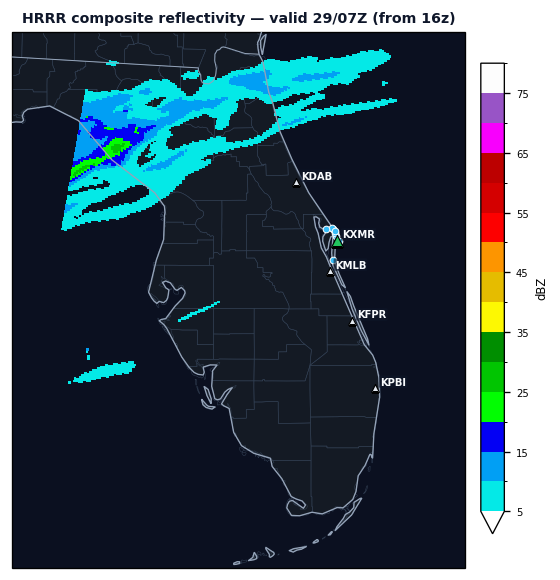 HRRR composite reflectivity — valid 29/07Z (from 16z)
KDAB
KXMR
KMLB
KFPR
KPBI
75
65
55
45
35
25
15
5
dBZ